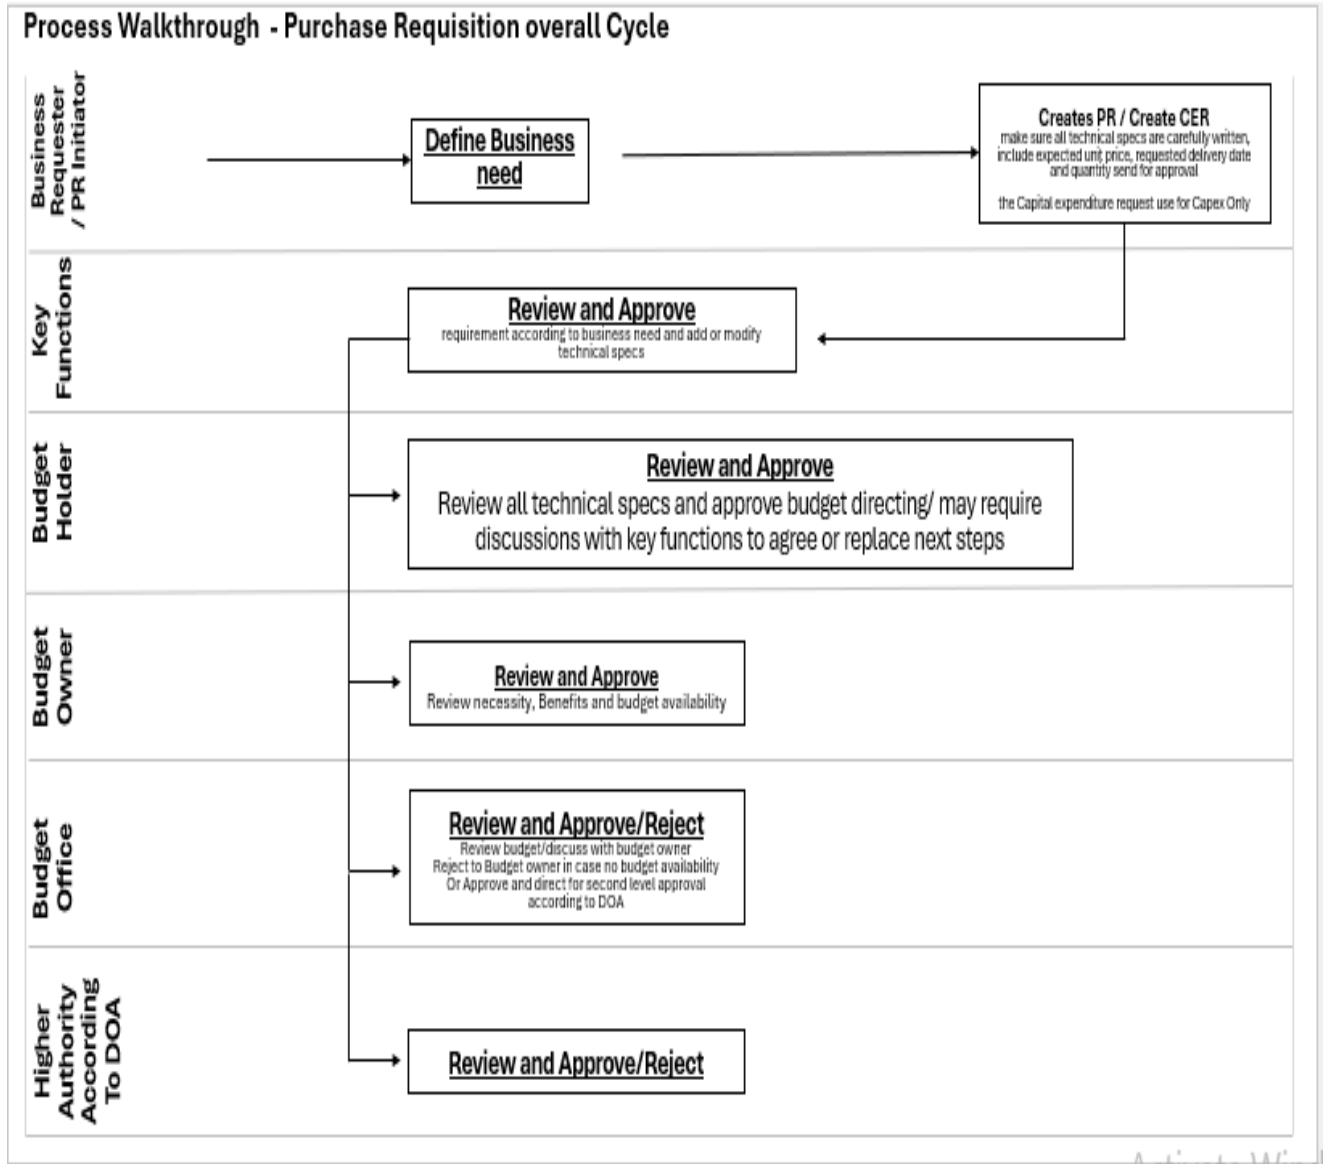 Process Walkthrough - Purchase Requisition overall Cycle
Business
Requester
/ PR Initiator
Define Business
need
Creates PR / Create CER
make sure all technical specs are carefully written,
include expected unit price, requested delivery date
and quantity send for approval
the Capital expenditure request use for Capex Only
Key
Functions
Review and Approve
requirement according to business need and add or modify
technical specs
Budget
Holder
Review and Approve
Review all technical specs and approve budget directing/ may require
discussions with key functions to agree or replace next steps
Budget
Owner
Review and Approve
Review necessity, Benefits and budget availability
Budget
Office
Review and Approve/Reject
Review budget/discuss with budget owner
Reject to Budget owner in case no budget availability
Or Approve and direct for second level approval
according to DOA
Higher
Authority
According
To DOA
Review and Approve/Reject